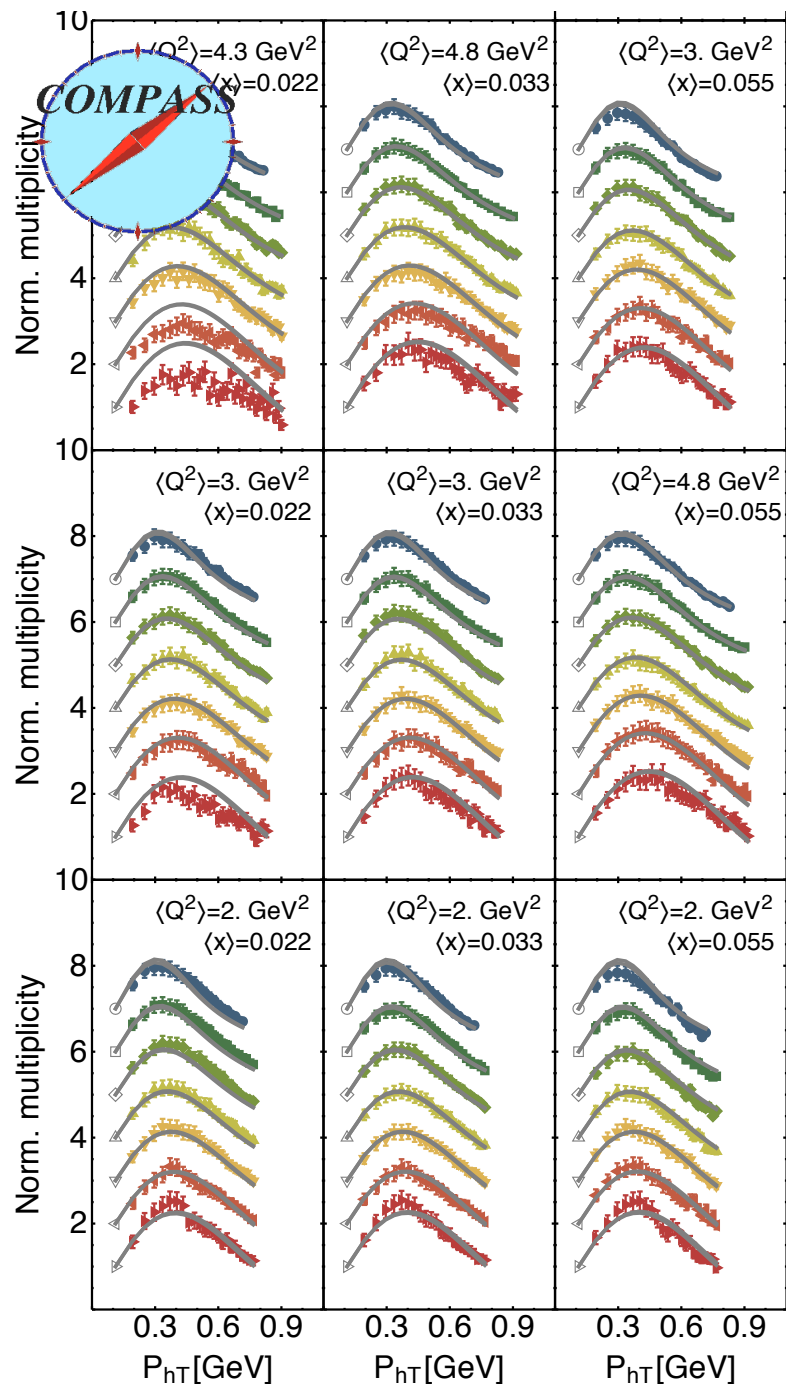 10
⟨Q²⟩=4.3 GeV²
⟨x⟩=0.022
⟨Q²⟩=4.8 GeV²
⟨x⟩=0.033
⟨Q²⟩=3. GeV²
⟨x⟩=0.055
COMPASS
Norm. multiplicity
4
2
10
⟨Q²⟩=3. GeV²
⟨x⟩=0.022
⟨Q²⟩=3. GeV²
⟨x⟩=0.033
⟨Q²⟩=4.8 GeV²
⟨x⟩=0.055
Norm. multiplicity
8
6
4
2
10
⟨Q²⟩=2. GeV²
⟨x⟩=0.022
⟨Q²⟩=2. GeV²
⟨x⟩=0.033
⟨Q²⟩=2. GeV²
⟨x⟩=0.055
Norm. multiplicity
8
6
4
2
0.3 0.6 0.9 0.3 0.6 0.9 0.3 0.6 0.9
P_hT[GeV] P_hT[GeV] P_hT[GeV]